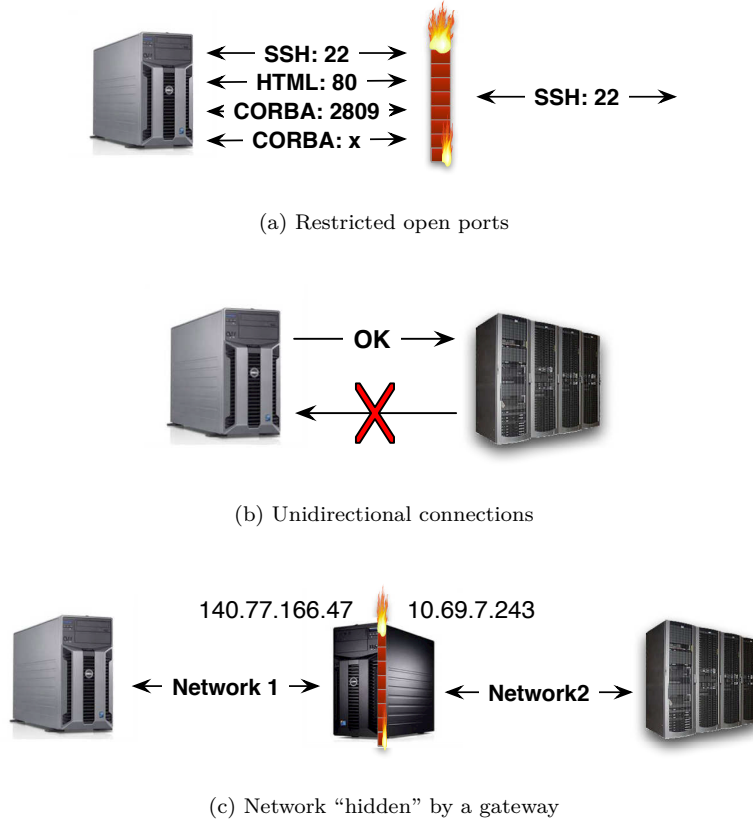 SSH: 22
HTML: 80
CORBA: 2809
CORBA: x
SSH: 22
(a) Restricted open ports
OK
(b) Unidirectional connections
140.77.166.47
10.69.7.243
Network 1
Network2
(c) Network “hidden” by a gateway